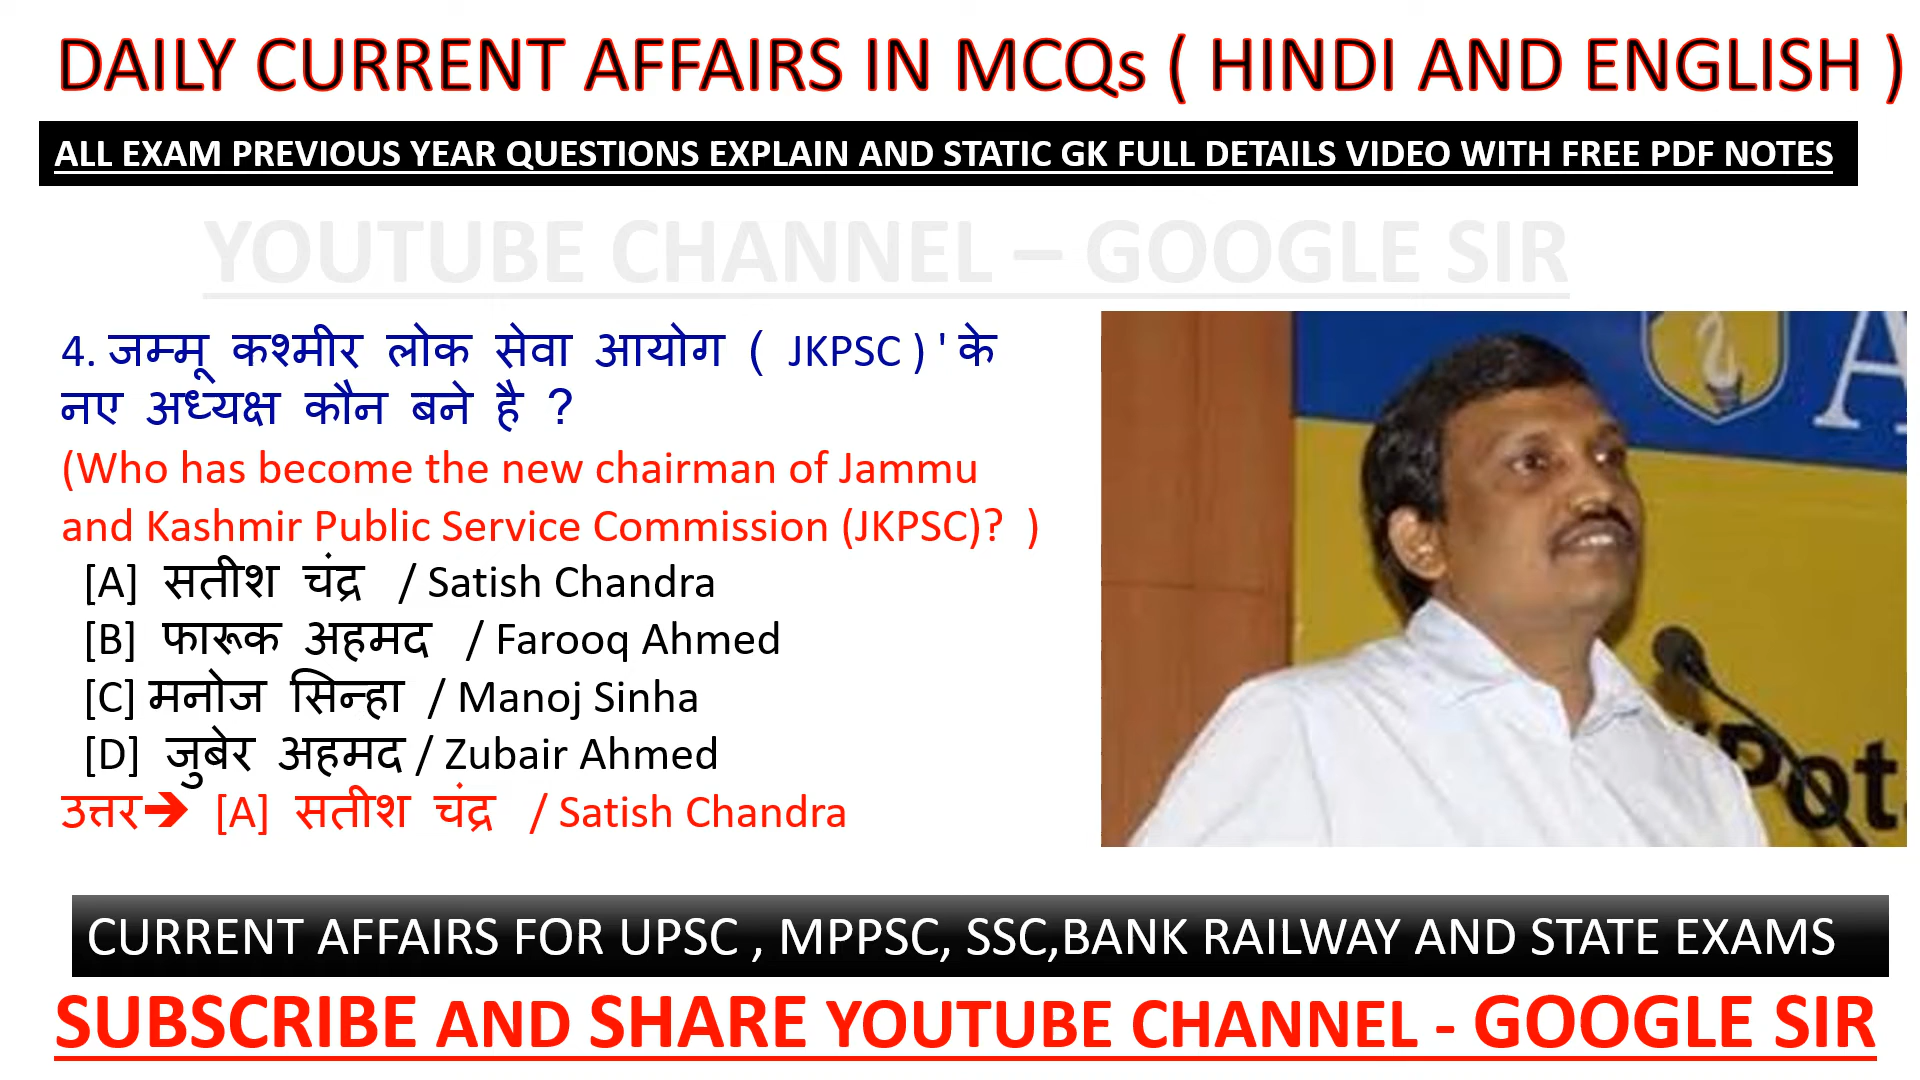 DAILY CURRENT AFFAIRS IN MCQs ( HINDI AND ENGLISH )
ALL EXAM PREVIOUS YEAR QUESTIONS EXPLAIN AND STATIC GK FULL DETAILS VIDEO WITH FREE PDF NOTES
YOUTUBE CHANNEL – GOOGLE SIR
4. जम्मू कश्मीर लोक सेवा आयोग ( JKPSC ) ' के
नए अध्यक्ष कौन बने है ?
(Who has become the new chairman of Jammu
and Kashmir Public Service Commission (JKPSC)? )
[A] सतीश चंद्र / Satish Chandra
[B] फारूक अहमद / Farooq Ahmed
[C] मनोज सिन्हा / Manoj Sinha
[D] जुबेर अहमद / Zubair Ahmed
उत्तर➔ [A] सतीश चंद्र / Satish Chandra
CURRENT AFFAIRS FOR UPSC , MPPSC, SSC,BANK RAILWAY AND STATE EXAMS
SUBSCRIBE AND SHARE YOUTUBE CHANNEL - GOOGLE SIR